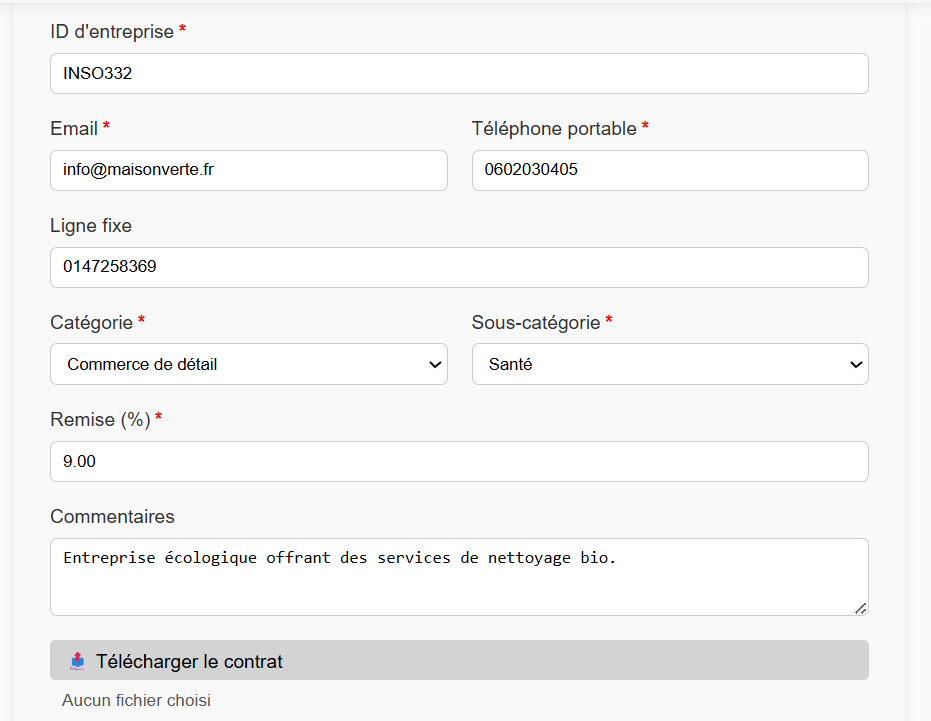 ID d'entreprise *
INSO332
Email *
Téléphone portable *
info@maisonverte.fr
0602030405
Ligne fixe
0147258369
Catégorie *
Sous-catégorie *
Commerce de détail
Santé
Remise (%) *
9.00
Commentaires
Entreprise écologique offrant des services de nettoyage bio.
Télécharger le contrat
Aucun fichier choisi